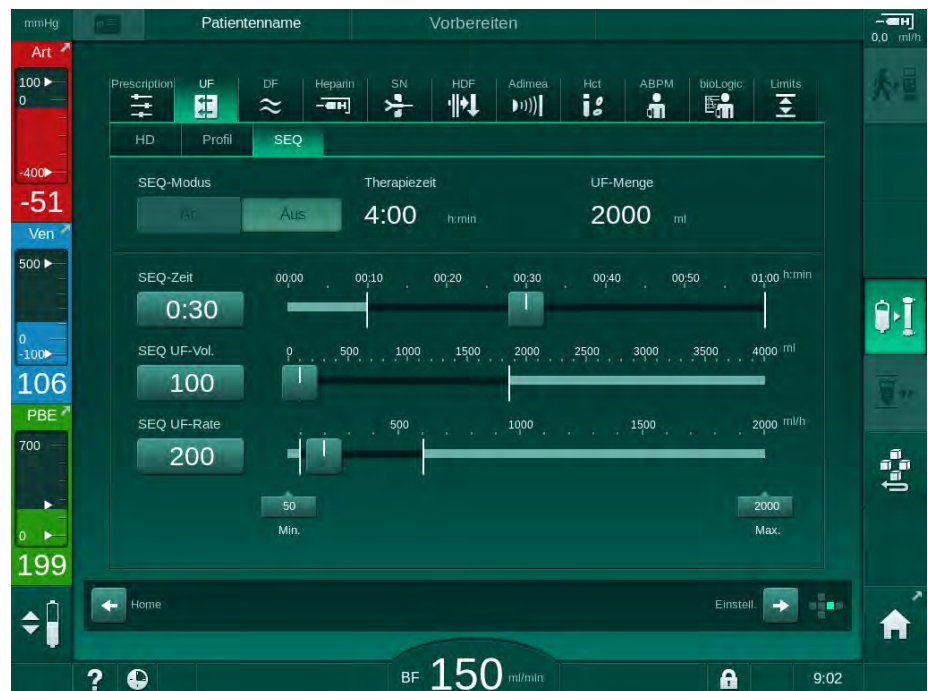 mmHg Patientenname Vorbereiten
0,0 ml/h
Art
100
0
-400
-51
Ven
500
0
-100
106
PBE
700
0
199
Prescription UF DF Heparin SN HDF Adimea Hct ABPM bioLogic Limits
HD Profil SEQ
SEQ-Modus Therapiezeit UF-Menge
An Aus 4:00 h:min 2000 ml
SEQ-Zeit 00:00 00:10 00:20 00:30 00:40 00:50 01:00 h:min
0:30
SEQ UF-Vol. 0 500 1000 1500 2000 2500 3000 3500 4000 ml
100
SEQ UF-Rate 500 1000 1500 2000 ml/h
200
50 2000
Min. Max.
Home Einstell.
? BF 150 ml/min 9:02